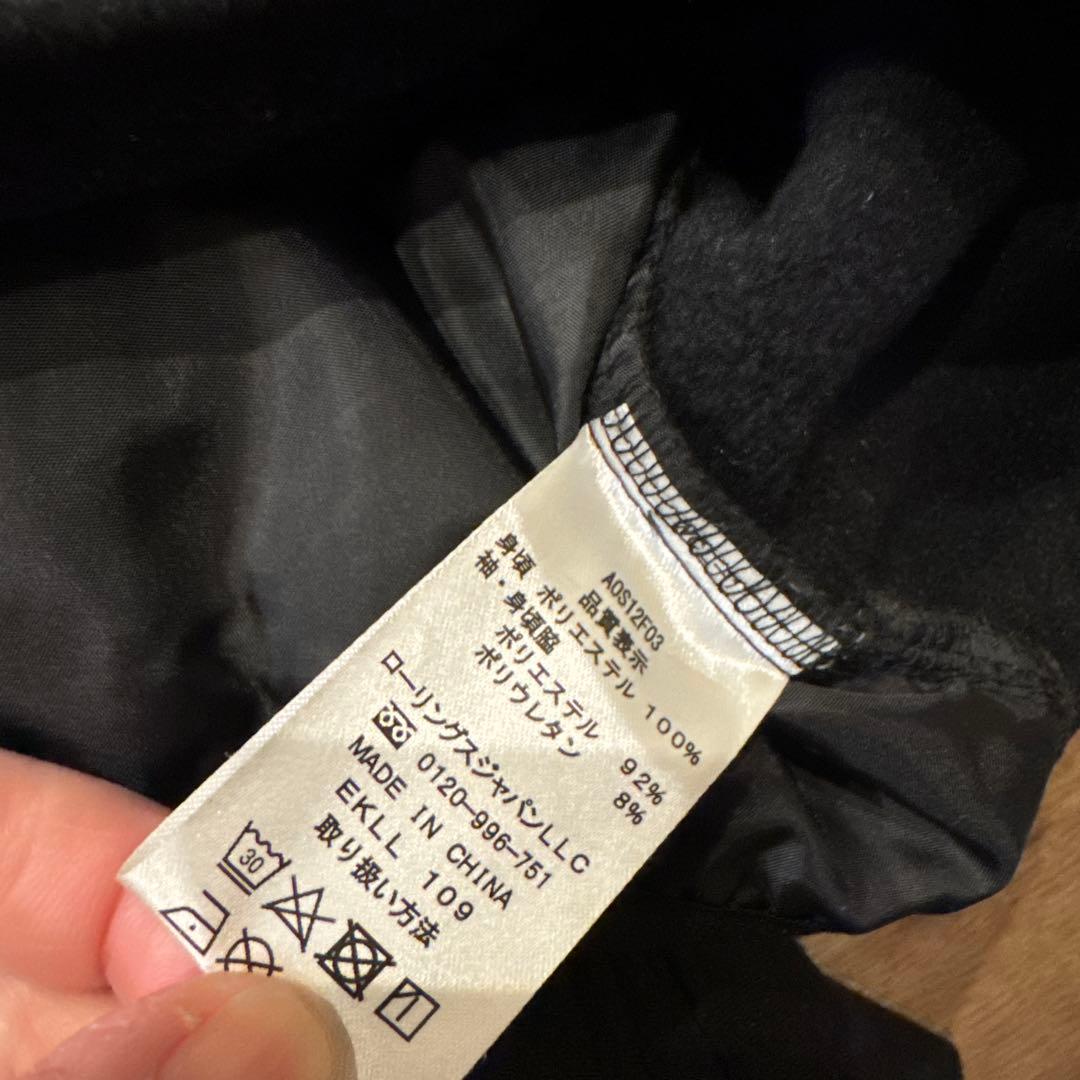 A0S12F03
品質表示
身頃 ポリエステル 100%
袖・身頃脇
ポリエステル 92%
ポリウレタン 8%
ローリングスジャパンLLC
0120-996-751
MADE IN CHINA
EKLL 109
取り扱い方法
30